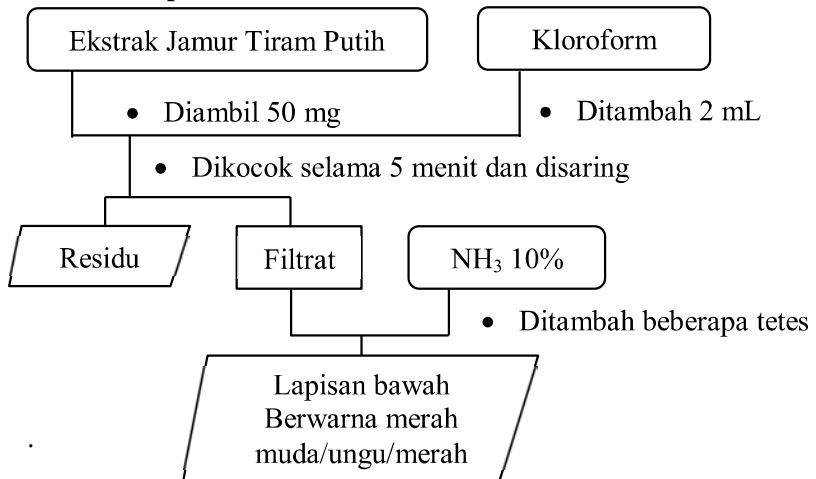 Ekstrak Jamur Tiram Putih
Kloroform
• Diambil 50 mg
• Ditambah 2 mL
• Dikocok selama 5 menit dan disaring
Residu
Filtrat
NH₃ 10%
• Ditambah beberapa tetes
Lapisan bawah
Berwarna merah
muda/ungu/merah
.